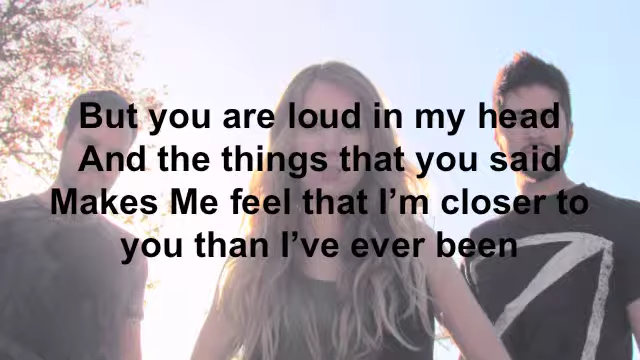 But you are loud in my head
And the things that you said
Makes Me feel that I’m closer to
you than I’ve ever been